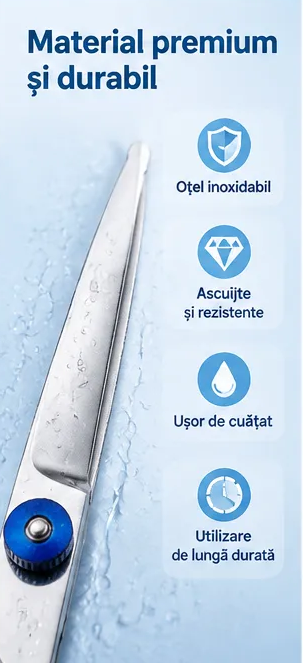 Material premium
și durabil
Oțel inoxidabil
Ascuițte
și rezistente
Ușor de cuățat
Utilizare
de lungă durată